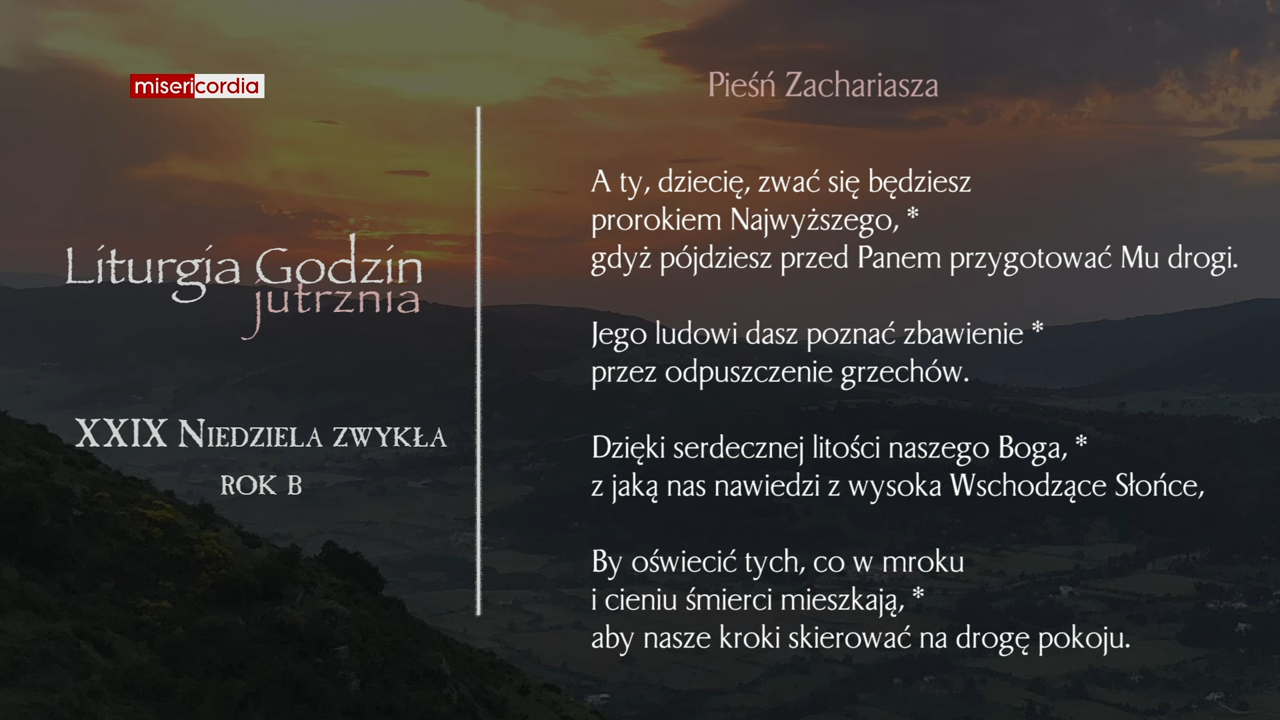 misericordia
Liturgia Godzin
jutrznia
XXIX Niedziela zwykła
rok B
Pieśń Zachariasza
A ty, dziecię, zwać się będziesz
prorokiem Najwyższego, *
gdyż pójdziesz przed Panem przygotować Mu drogi.
Jego ludowi dasz poznać zbawienie *
przez odpuszczenie grzechów.
Dzięki serdecznej litości naszego Boga, *
z jaką nas nawiedzi z wysoka Wschodzące Słońce,
By oświecić tych, co w mroku
i cieniu śmierci mieszkają, *
aby nasze kroki skierować na drogę pokoju.